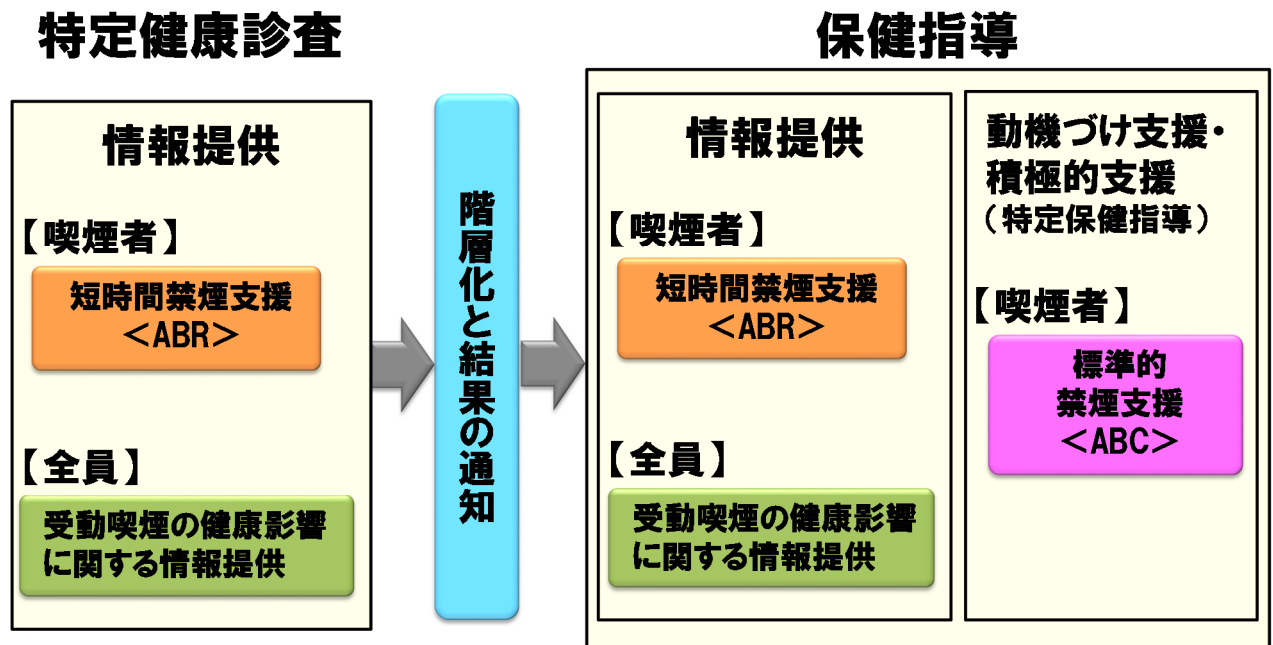 特定健康診査
情報提供
【喫煙者】
短時間禁煙支援
＜ABR＞
【全員】
受動喫煙の健康影響
に関する情報提供
階層化と結果の通知
保健指導
情報提供
【喫煙者】
短時間禁煙支援
＜ABR＞
【全員】
受動喫煙の健康影響
に関する情報提供
動機づけ支援・
積極的支援
（特定保健指導）
【喫煙者】
標準的
禁煙支援
＜ABC＞